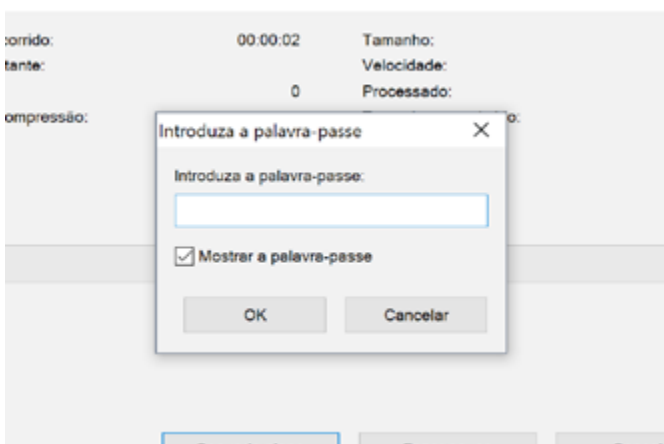 corrido: 00:00:02 Tamanho:
tante: Velocidade:
0 Processado:
ompressão: o:
Introduza a palavra-passe
Introduza a palavra-passe:
Mostrar a palavra-passe
OK Cancelar